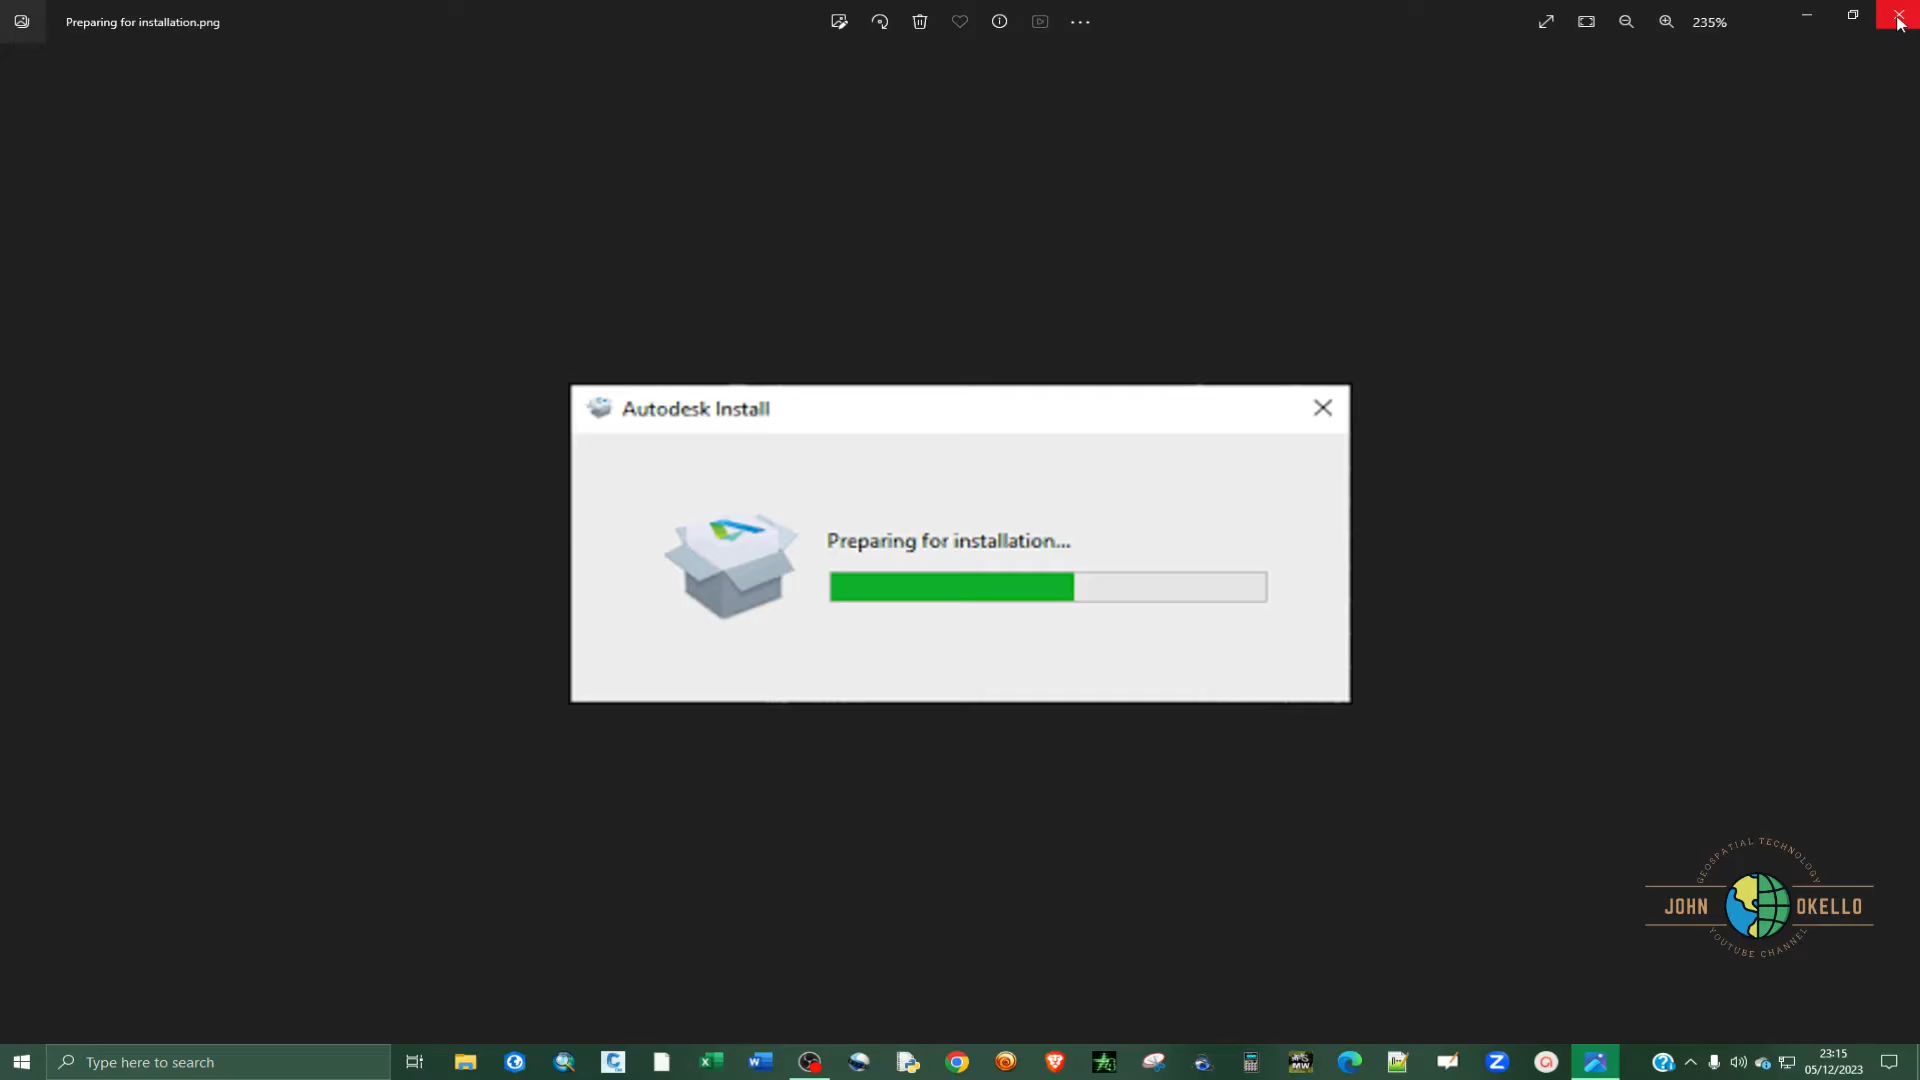 Preparing for installation.png
235%
Autodesk Install
Preparing for installation...
GEOSPATIAL TECHNOLOGY
JOHN OKELLO
YOUTUBE CHANNEL
Type here to search
23:15
05/12/2023